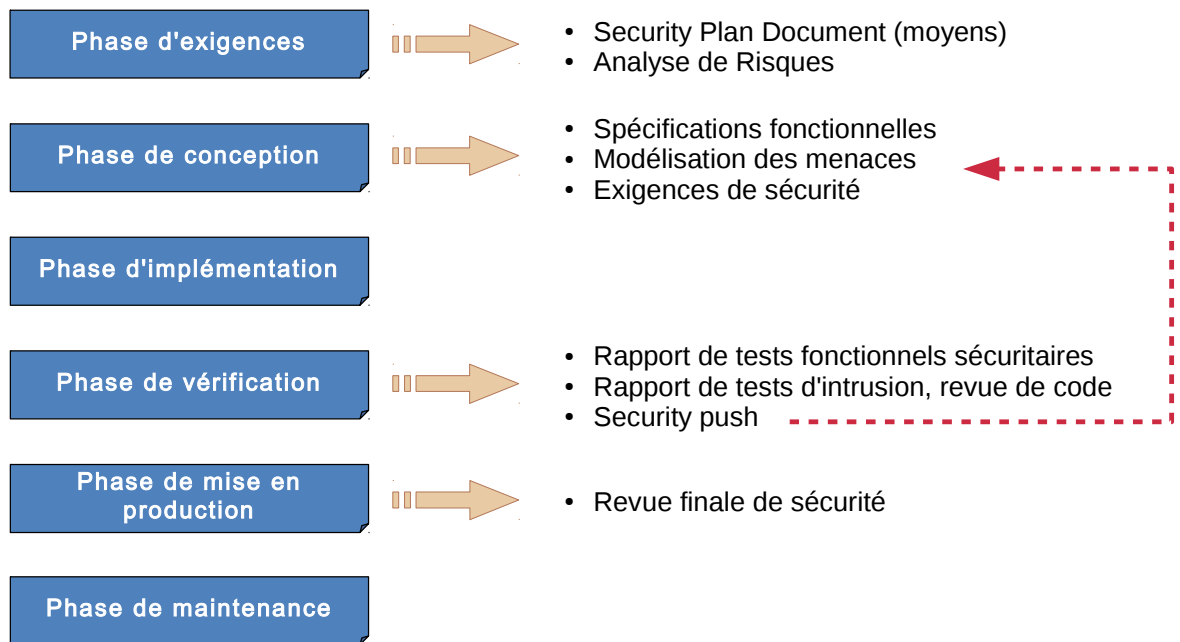 Phase d'exigences
• Security Plan Document (moyens)
• Analyse de Risques
Phase de conception
• Spécifications fonctionnelles
• Modélisation des menaces
• Exigences de sécurité
Phase d'implémentation
Phase de vérification
• Rapport de tests fonctionnels sécuritaires
• Rapport de tests d'intrusion, revue de code
• Security push
Phase de mise en
production
• Revue finale de sécurité
Phase de maintenance